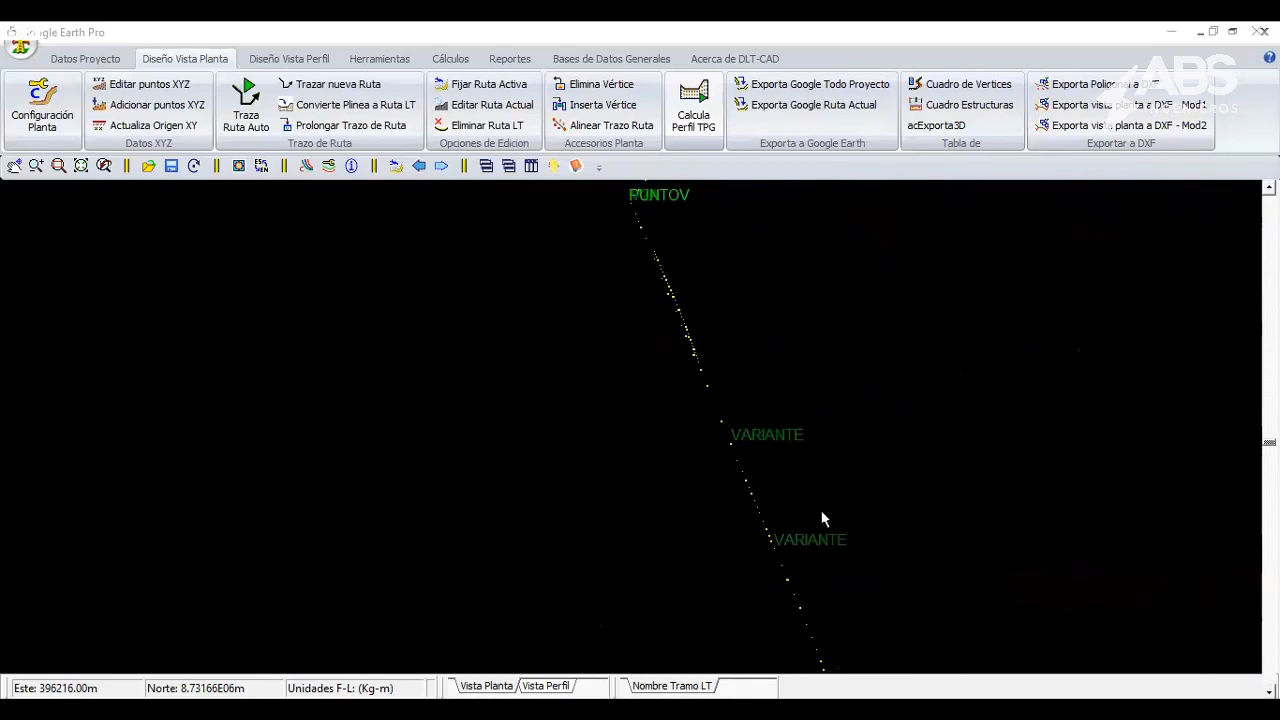 Google Earth Pro
Datos Proyecto
Diseño Vista Planta
Diseño Vista Perfil
Herramientas
Cálculos
Reportes
Bases de Datos Generales
Acerca de DLT-CAD
Configuración Planta
Editar puntos XYZ
Adicionar puntos XYZ
Actualiza Origen XY
Datos XYZ
Traza Ruta Auto
Trazar nueva Ruta
Convierte Plinea a Ruta LT
Prolongar Trazo de Ruta
Trazo de Ruta
Fijar Ruta Activa
Editar Ruta Actual
Eliminar Ruta LT
Opciones de Edicion
Elimina Vértice
Inserta Vértice
Alinear Trazo Ruta
Accesorios Planta
Calcula Perfil TPG
Exporta Google Todo Proyecto
Exporta Google Ruta Actual
Exporta a Google Earth
Cuadro de Vertices
Cuadro Estructuras
acExporta3D
Tabla de
Exporta Poligonal a DXF
Exporta vista planta a DXF - Mod1
Exporta vista planta a DXF - Mod2
Exportar a DXF
ABS
INGENIEROS
PUNTOV
VARIANTE
VARIANTE
Este: 396216.00m
Norte: 8.73166E06m
Unidades F-L: (Kg-m)
Vista Planta
Vista Perfil
Nombre Tramo LT